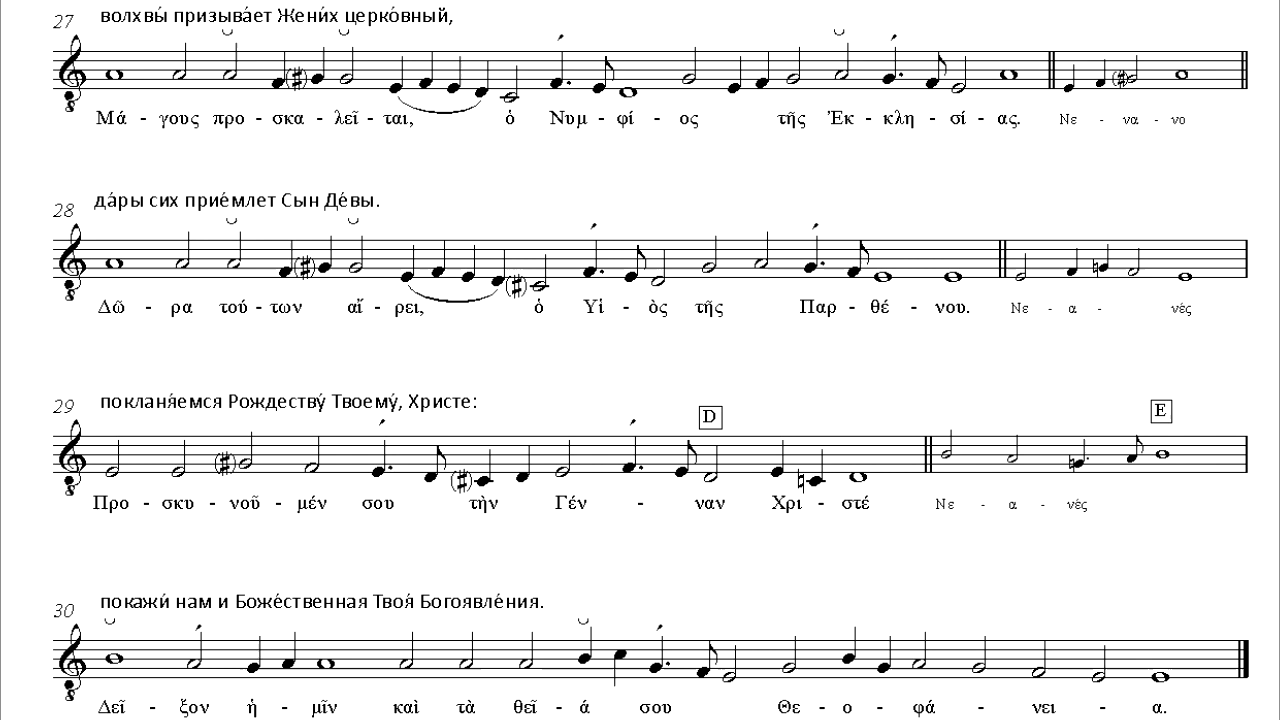 27 волхвы́ призыва́ет Жени́х церко́вный,
Μά - γους προ - σκα - λεῖ - ται, ὁ Νυμ - φί - ος τῆς Ἐκ - κλη - σί - ας. Νε - να - νο
28 да́ры сих прие́млет Сын Де́вы.
Δῶ - ρα τού - των αἴ - ρει, ὁ Υἱ - ὸς τῆς Παρ - θέ - νου. Νε - α - νές
29 покланя́емся Рождеству́ Твоему́, Христе:
D E
Προ - σκυ - νοῦ - μέν σου τὴν Γέν - ναν Χρι - στέ Νε - α - νές
30 покажи́ нам и Боже́ственная Твоя́ Богоявле́ния.
Δεῖ - ξον ἡ - μῖν καὶ τὰ θεῖ - ά σου Θε - ο - φά - νει - α.